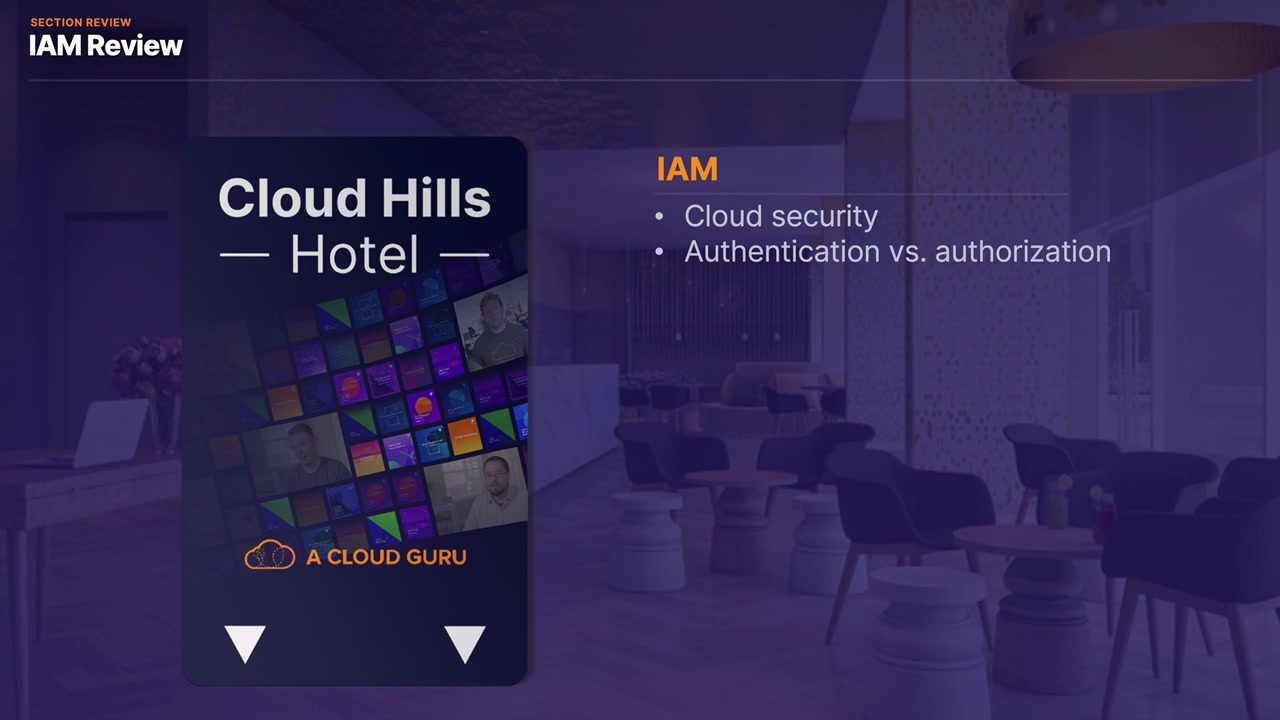 SECTION REVIEW
IAM Review
Cloud Hills
Hotel
A CLOUD GURU
IAM
• Cloud security
• Authentication vs. authorization